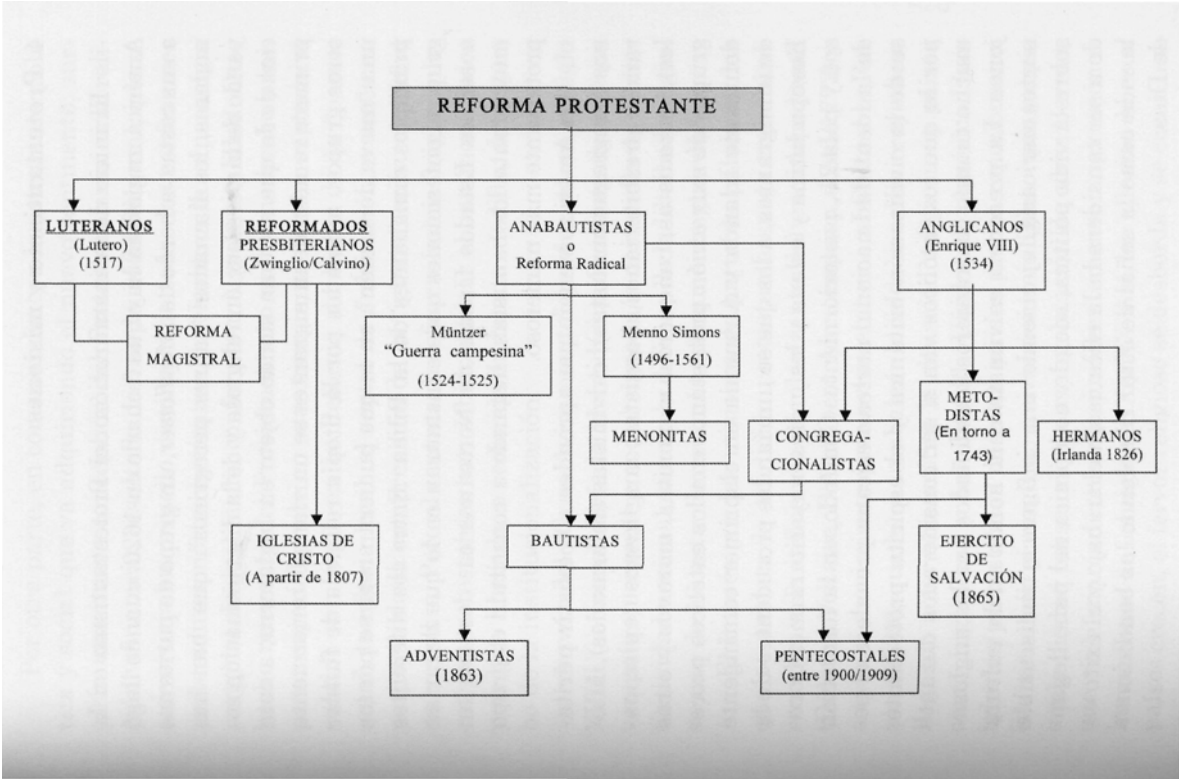 REFORMA PROTESTANTE
LUTERANOS
(Lutero)
(1517)
REFORMADOS
PRESBITERIANOS
(Zwinglio/Calvino)
ANABAUTISTAS
o
Reforma Radical
ANGLICANOS
(Enrique VIII)
(1534)
REFORMA
MAGISTRAL
Müntzer
“Guerra campesina”
(1524-1525)
Menno Simons
(1496-1561)
MENONITAS
CONGREGA-
CIONALISTAS
METO-
DISTAS
(En torno a
1743)
HERMANOS
(Irlanda 1826)
IGLESIAS DE
CRISTO
(A partir de 1807)
BAUTISTAS
EJERCITO
DE
SALVACIÓN
(1865)
ADVENTISTAS
(1863)
PENTECOSTALES
(entre 1900/1909)